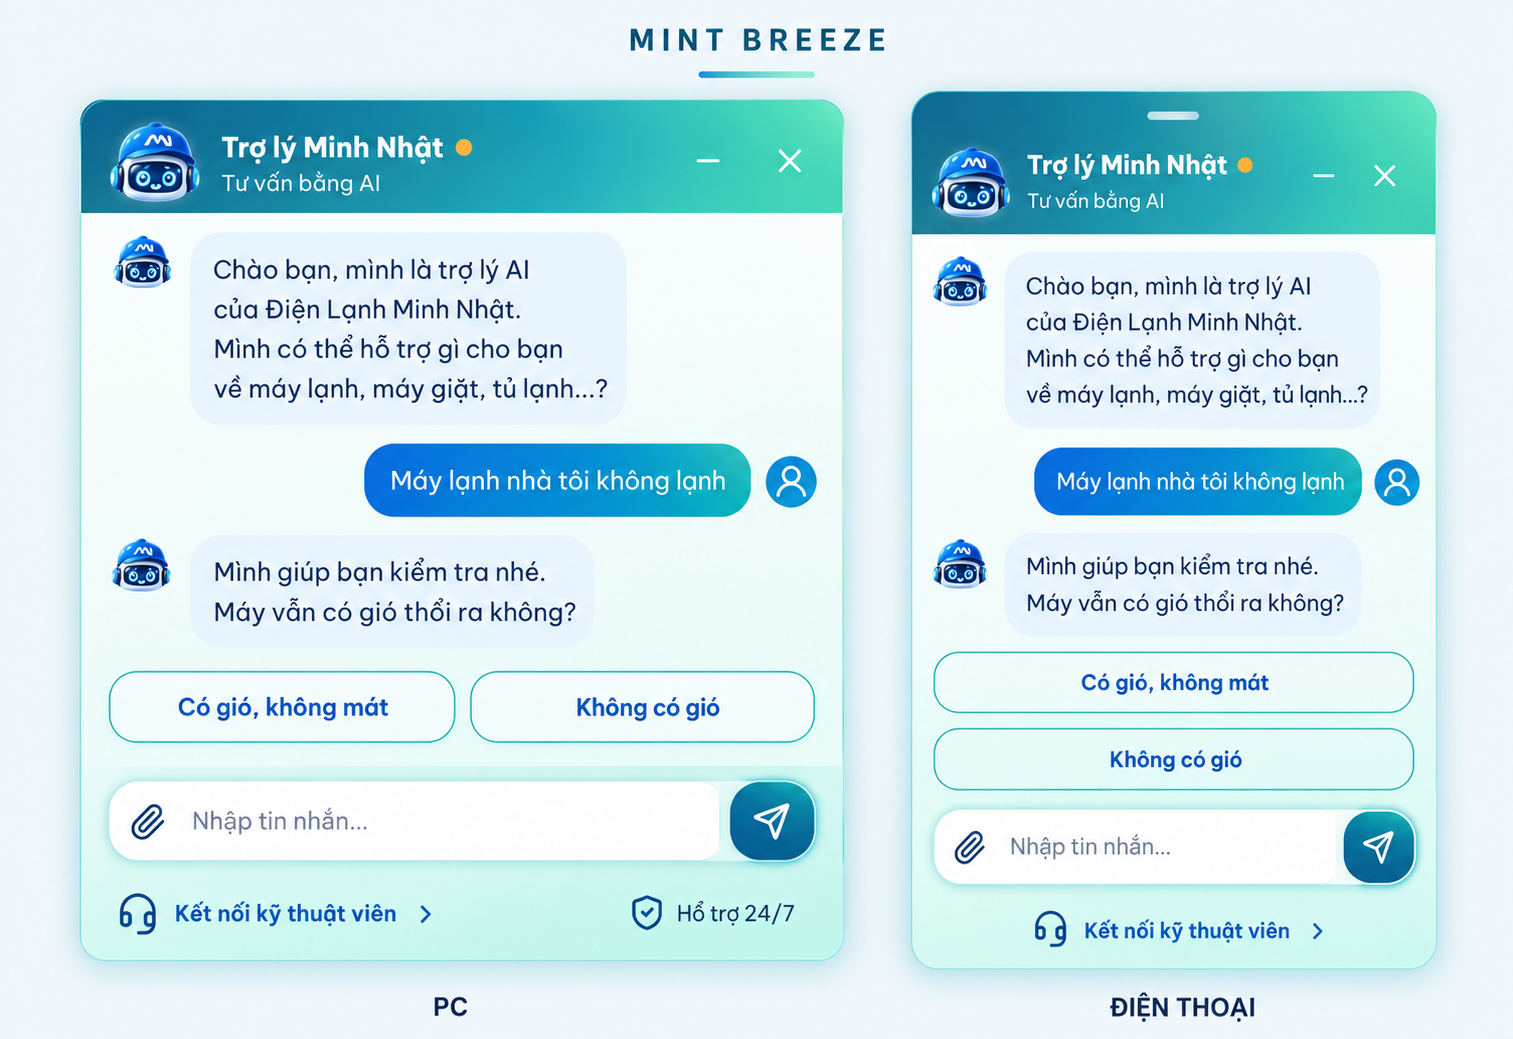 MINT BREEZE
Trợ lý Minh Nhật
Tư vấn bằng AI
Chào bạn, mình là trợ lý AI
của Điện Lạnh Minh Nhật.
Mình có thể hỗ trợ gì cho bạn
về máy lạnh, máy giặt, tủ lạnh...?
Máy lạnh nhà tôi không lạnh
Mình giúp bạn kiểm tra nhé.
Máy vẫn có gió thổi ra không?
Có gió, không mát
Không có gió
Nhập tin nhắn...
Kết nối kỹ thuật viên
Hổ trợ 24/7
PC
Trợ lý Minh Nhật
Tư vấn bằng AI
Chào bạn, mình là trợ lý AI
của Điện Lạnh Minh Nhật.
Mình có thể hỗ trợ gì cho bạn
về máy lạnh, máy giặt, tủ lạnh...?
Máy lạnh nhà tôi không lạnh
Mình giúp bạn kiểm tra nhé.
Máy vẫn có gió thổi ra không?
Có gió, không mát
Không có gió
Nhập tin nhắn...
Kết nối kỹ thuật viên
ĐIỆN THOẠI